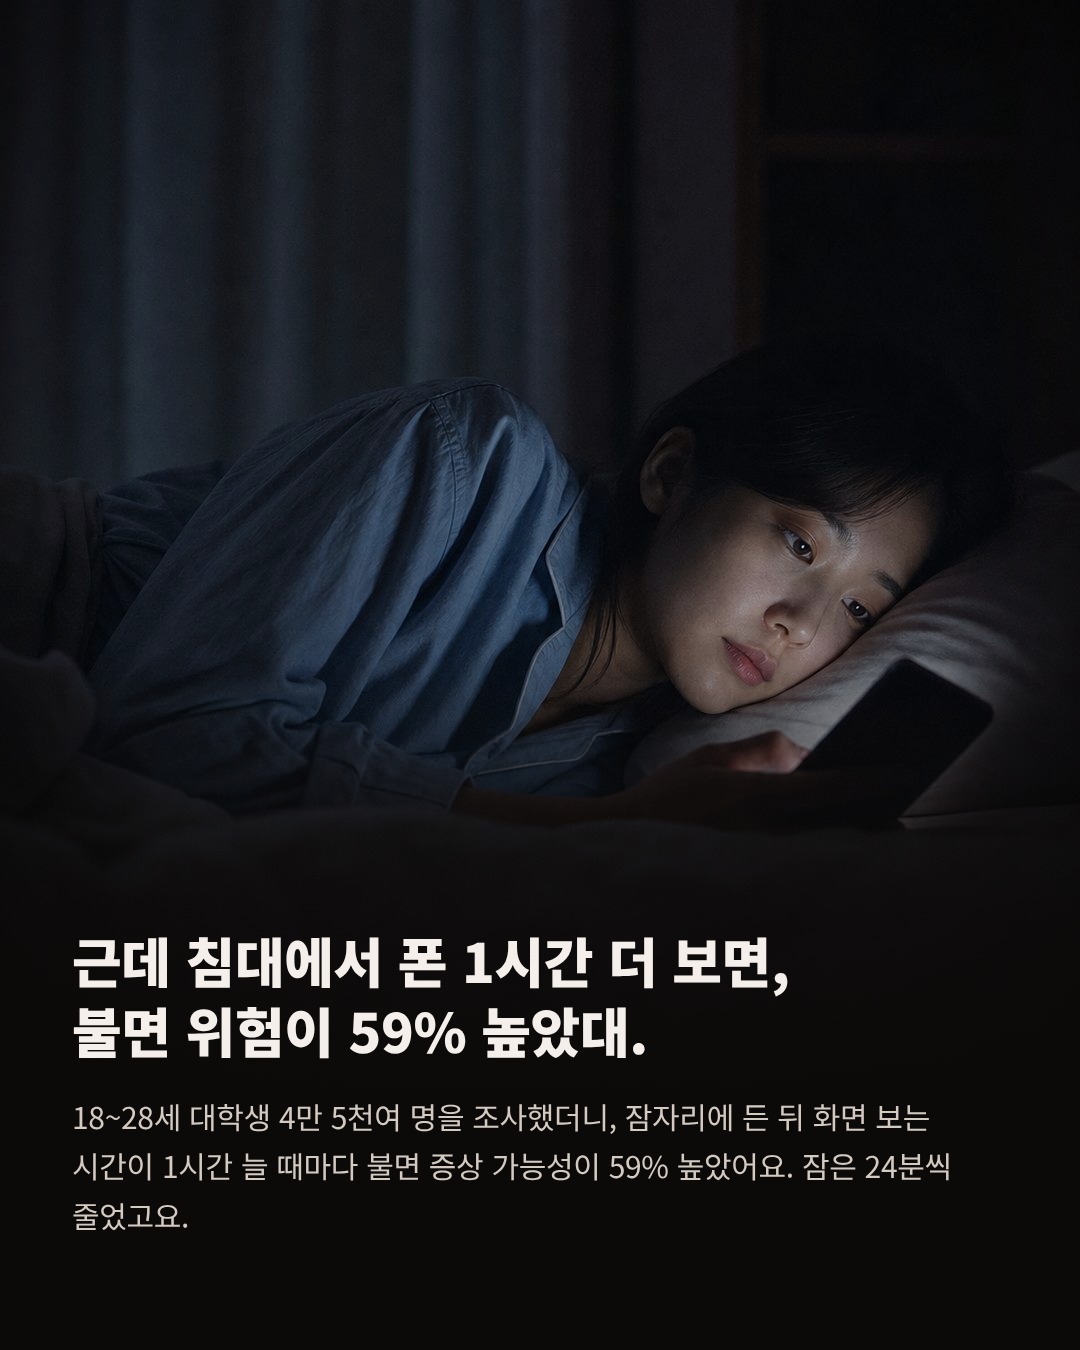 근데 침대에서 폰 1시간 더 보면,
불면 위험이 59% 높았대.
18~28세 대학생 4만 5천여 명을 조사했더니, 잠자리에 든 뒤 화면 보는
시간이 1시간 늘 때마다 불면 증상 가능성이 59% 높았어요. 잠은 24분씩
줄었고요.